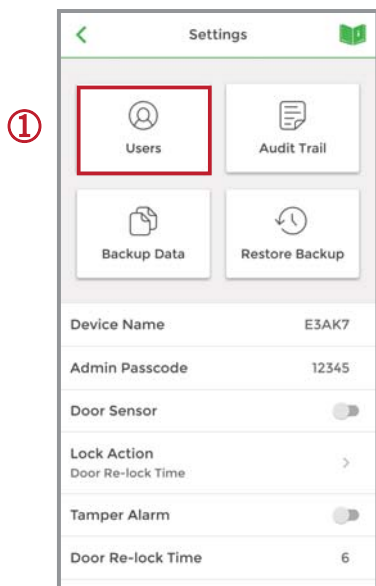 Settings
①
Users
Audit Trail
Backup Data
Restore Backup
Device Name E3AK7
Admin Passcode 12345
Door Sensor
Lock Action
Door Re-lock Time
Tamper Alarm
Door Re-lock Time 6